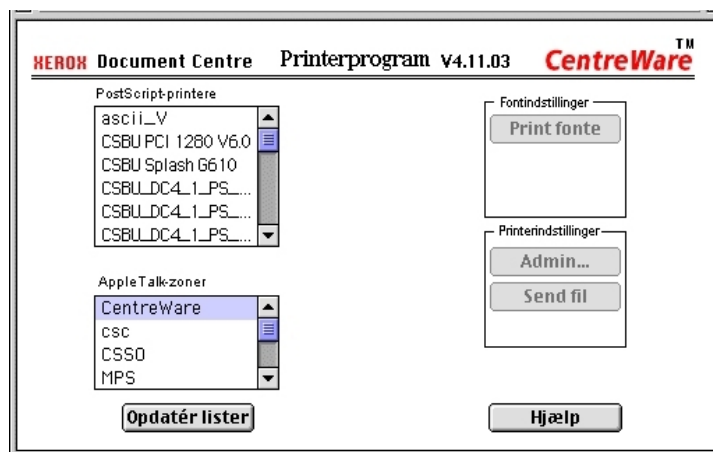 XEROX Document Centre Printerprogram V4.11.03 CentreWare TM
PostScript-printere
ascii_V
CSBU PCI 1280 V6.0
CSBU Splash G610
CSBU_DC4_1_PS_...
CSBU_DC4_1_PS_...
CSBU_DC4_1_PS_...
AppleTalk-zoner
CentreWare
csc
CSSO
MPS
Opdatér lister
Fontindstillinger
Print fonte
Printerindstillinger
Admin...
Send fil
Hjælp